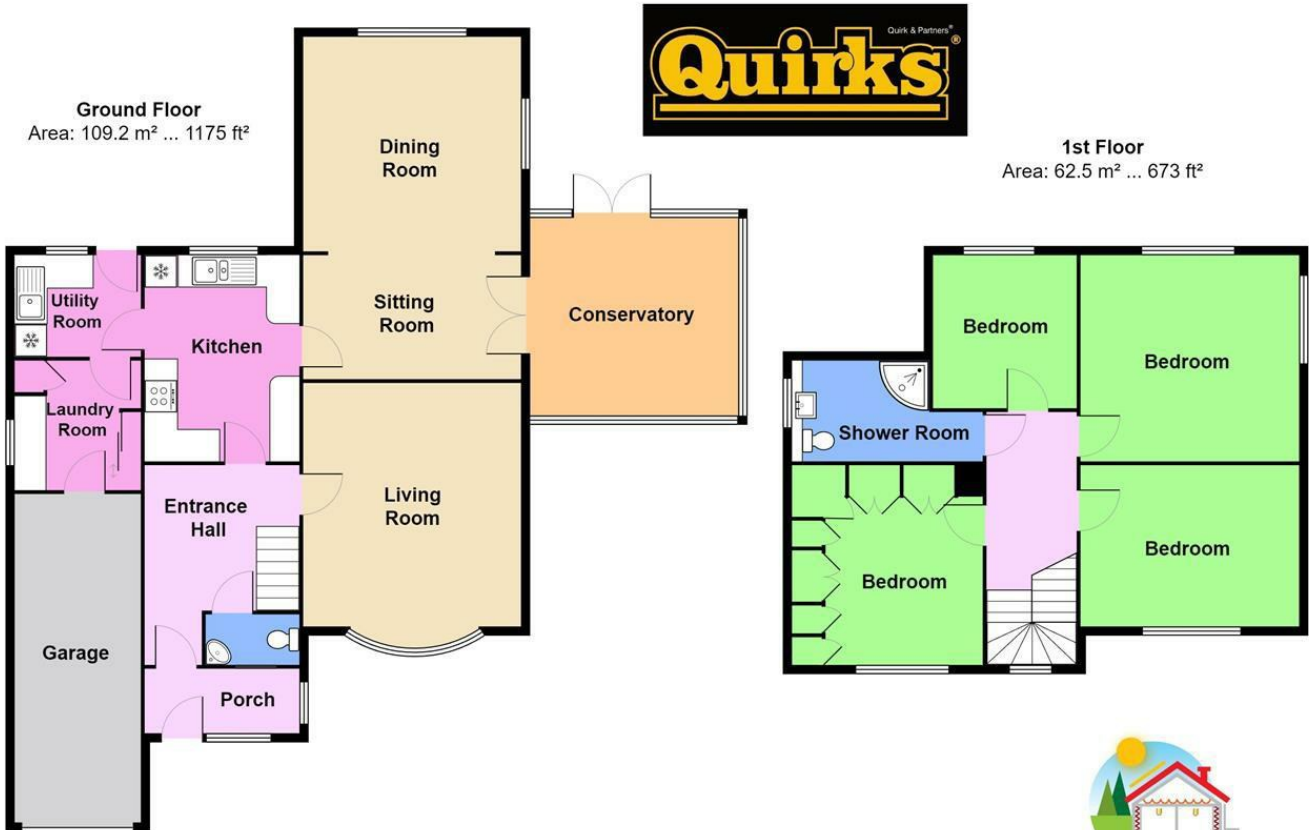 Quirk & Partners®
Quirks®
Ground Floor
Area: 109.2 m² ... 1175 ft²
Dining
Room
Sitting
Room
Conservatory
Utility
Room
Kitchen
Laundry
Room
Entrance
Hall
Living
Room
Garage
Porch
1st Floor
Area: 62.5 m² ... 673 ft²
Bedroom
Bedroom
Shower Room
Bedroom
Bedroom